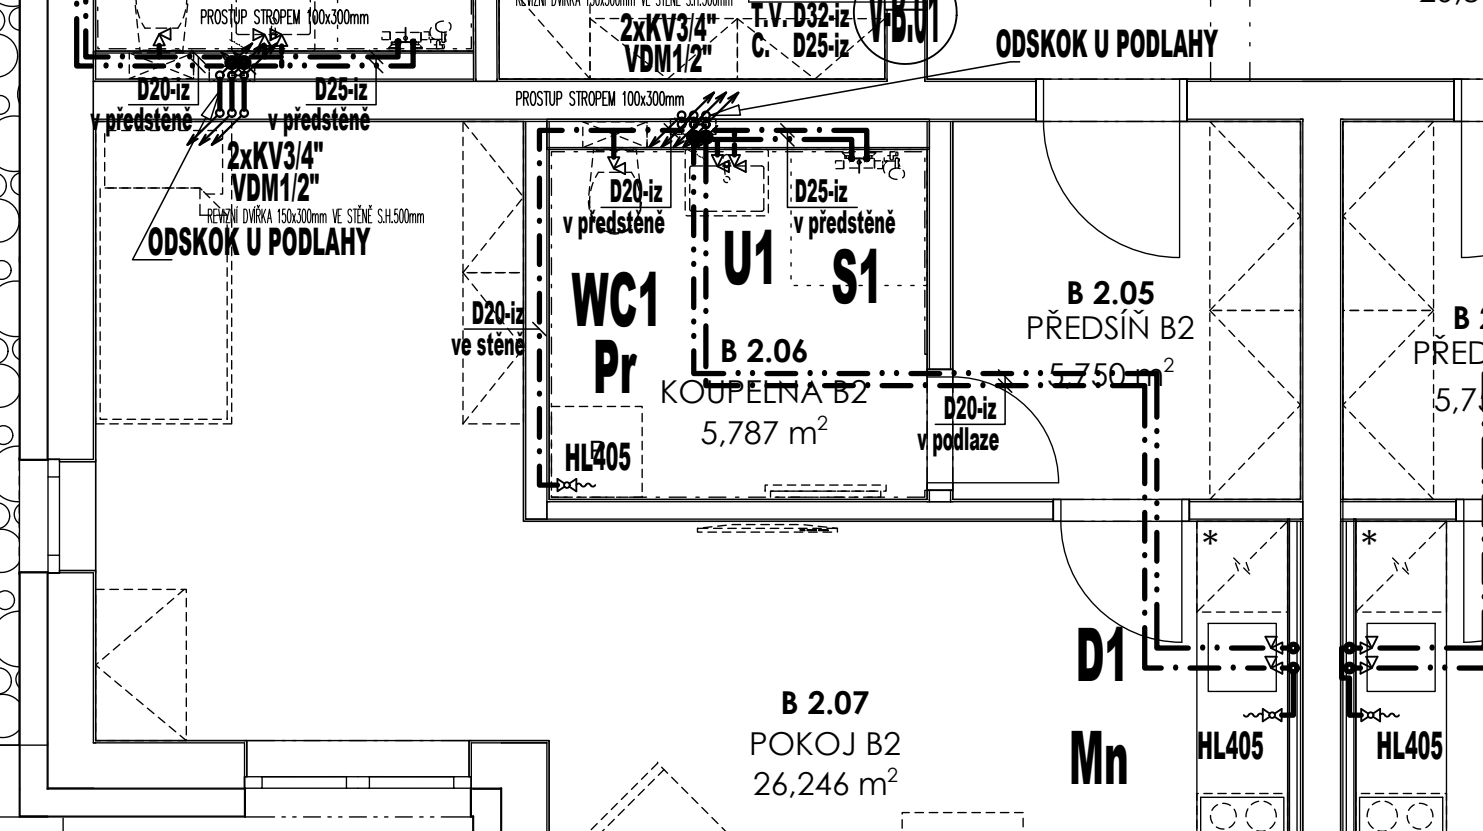 PROSTUP STROPEM 100x300mm
2xKV3/4"
VDM1/2"
T.V. D32-iz
C. D25-iz
V-B.01
ODSKOK U PODLAHY
D20-iz
v předstěně
D25-iz
v předstěně
PROSTUP STROPEM 100x300mm
2xKV3/4"
VDM1/2"
REVIZNÍ DVÍŘKA 150x300mm VE STĚNĚ S.H.500mm
ODSKOK U PODLAHY
D20-iz
v předstěně
D25-iz
v předstěně
U1
S1
WC1
Pr
D20-iz
ve stěně
B 2.06
KOUPELNA B2
5,787 m²
HL405
B 2.05
PŘEDSÍŇ B2
5,750 m²
D20-iz
v podlaze
*
*
D1
Mn
B 2.07
POKOJ B2
26,246 m²
HL405
HL405